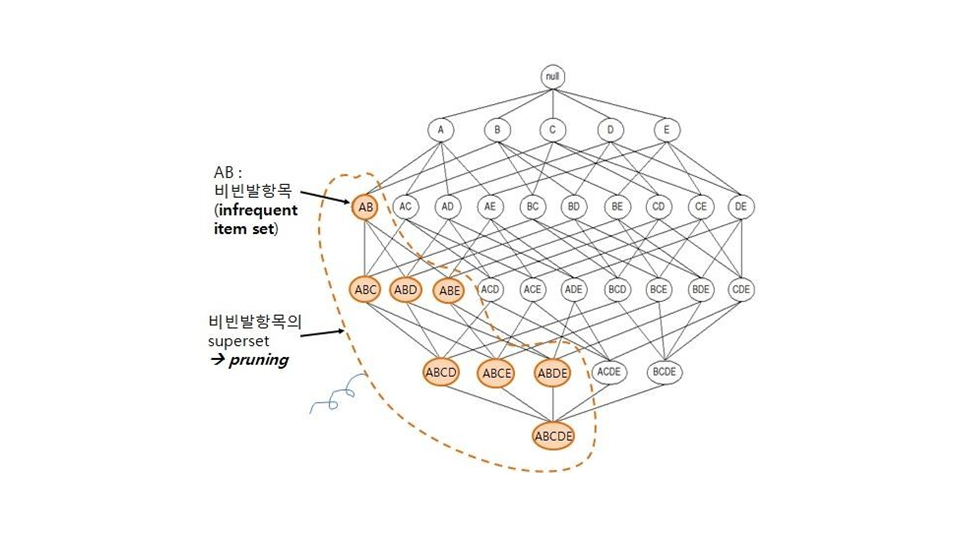 null
A B C D E
AB :
비빈발항목
(infrequent
item set)
AB AC AD AE BC BD BE CD CE DE
ABC ABD ABE ACD ACE ADE BCD BCE BDE CDE
비빈발항목의
superset
→ pruning
ABCD ABCE ABDE ACDE BCDE
ABCDE